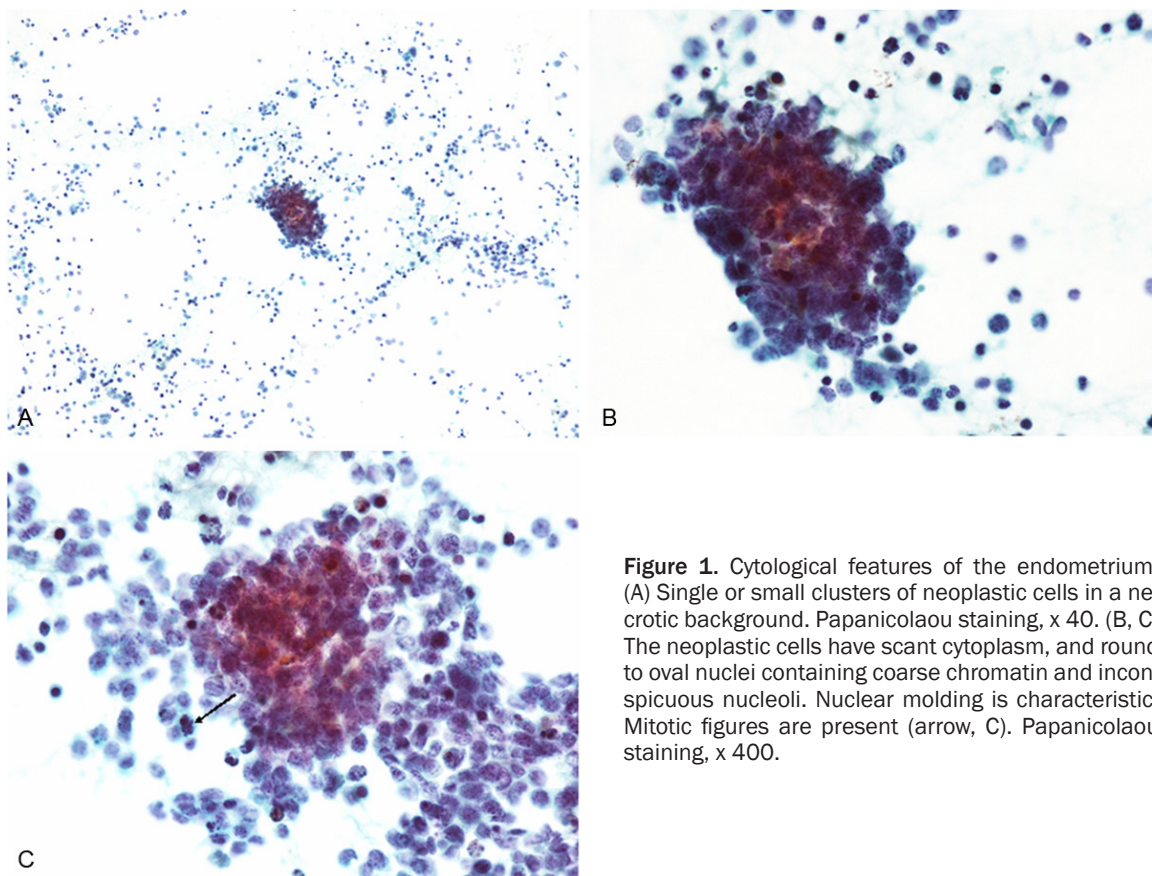 A
B
C
Figure 1. Cytological features of the endometrium
(A) Single or small clusters of neoplastic cells in a ne
crotic background. Papanicolaou staining, x 40. (B, C
The neoplastic cells have scant cytoplasm, and round
to oval nuclei containing coarse chromatin and incon
spicuous nucleoli. Nuclear molding is characteristic
Mitotic figures are present (arrow, C). Papanicolaou
staining, x 400.